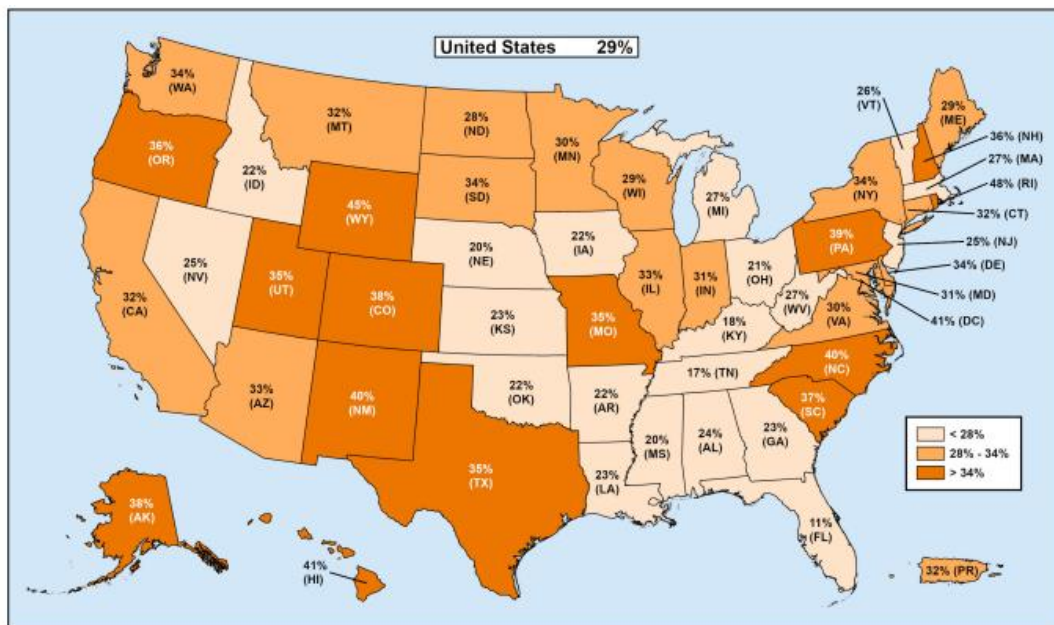 United States 29%
34%
(WA)
36%
(OR)
32%
(CA)
22%
(ID)
25%
(NV)
32%
(MT)
45%
(WY)
35%
(UT)
33%
(AZ)
38%
(CO)
40%
(NM)
28%
(ND)
34%
(SD)
20%
(NE)
23%
(KS)
22%
(OK)
35%
(TX)
30%
(MN)
22%
(IA)
35%
(MO)
22%
(AR)
23%
(LA)
29%
(WI)
33%
(IL)
27%
(MI)
31%
(IN)
21%
(OH)
27%
(WV)
18%
(KY)
17% (TN)
20%
(MS)
24%
(AL)
23%
(GA)
11%
(FL)
37%
(SC)
40%
(NC)
30%
(VA)
39%
(PA)
34%
(NY)
26%
(VT)
29%
(ME)
36% (NH)
27% (MA)
48% (RI)
32% (CT)
25% (NJ)
34% (DE)
31% (MD)
41% (DC)
< 28%
28% - 34%
> 34%
38%
(AK)
41%
(HI)
32% (PR)